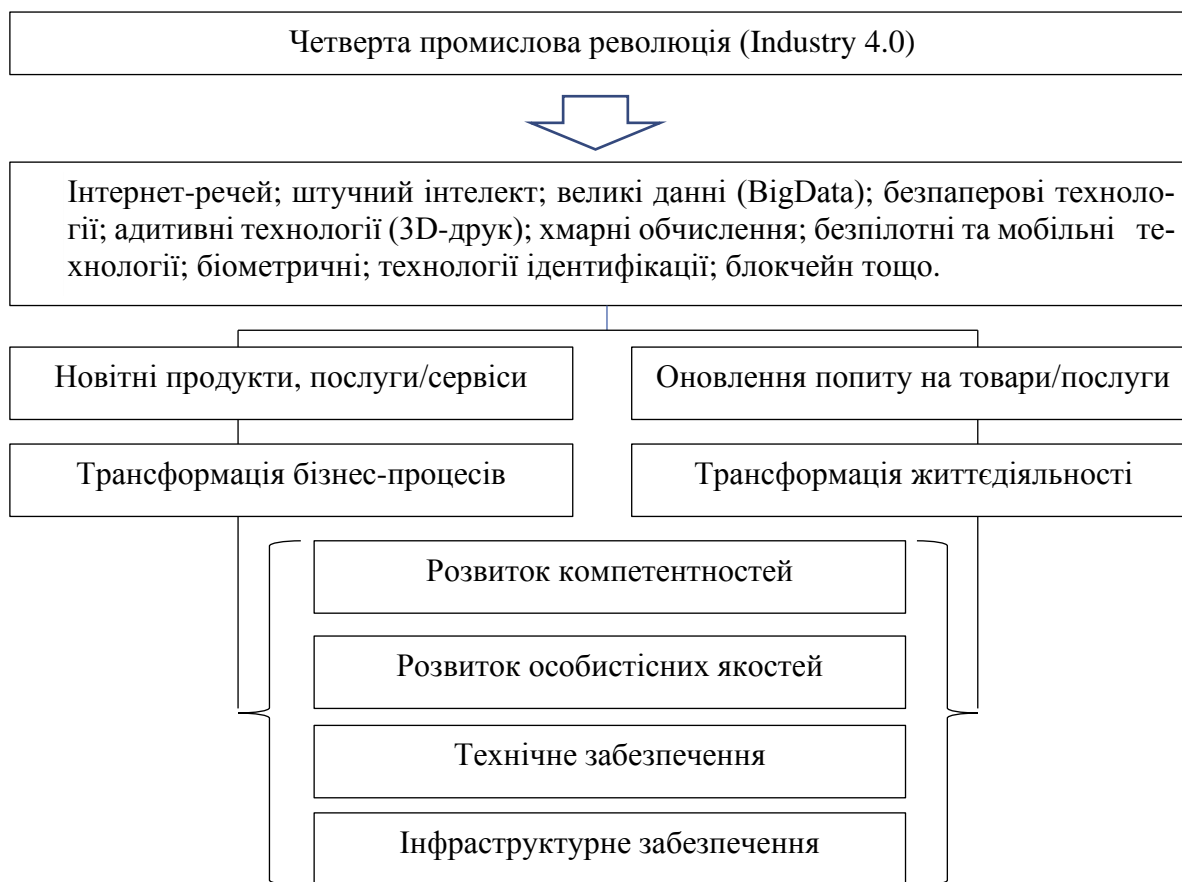 Четверта промислова революція (Industry 4.0)
Інтернет-речей; штучний інтелект; великі данні (BigData); безпаперові техноло-
гії; адитивні технології (3D-друк); хмарні обчислення; безпілотні та мобільні те-
хнології; біометричні; технології ідентифікації; блокчейн тощо.
Новітні продукти, послуги/сервіси
Оновлення попиту на товари/послуги
Трансформація бізнес-процесів
Трансформація життєдіяльності
Розвиток компетентностей
Розвиток особистісних якостей
Технічне забезпечення
Інфраструктурне забезпечення